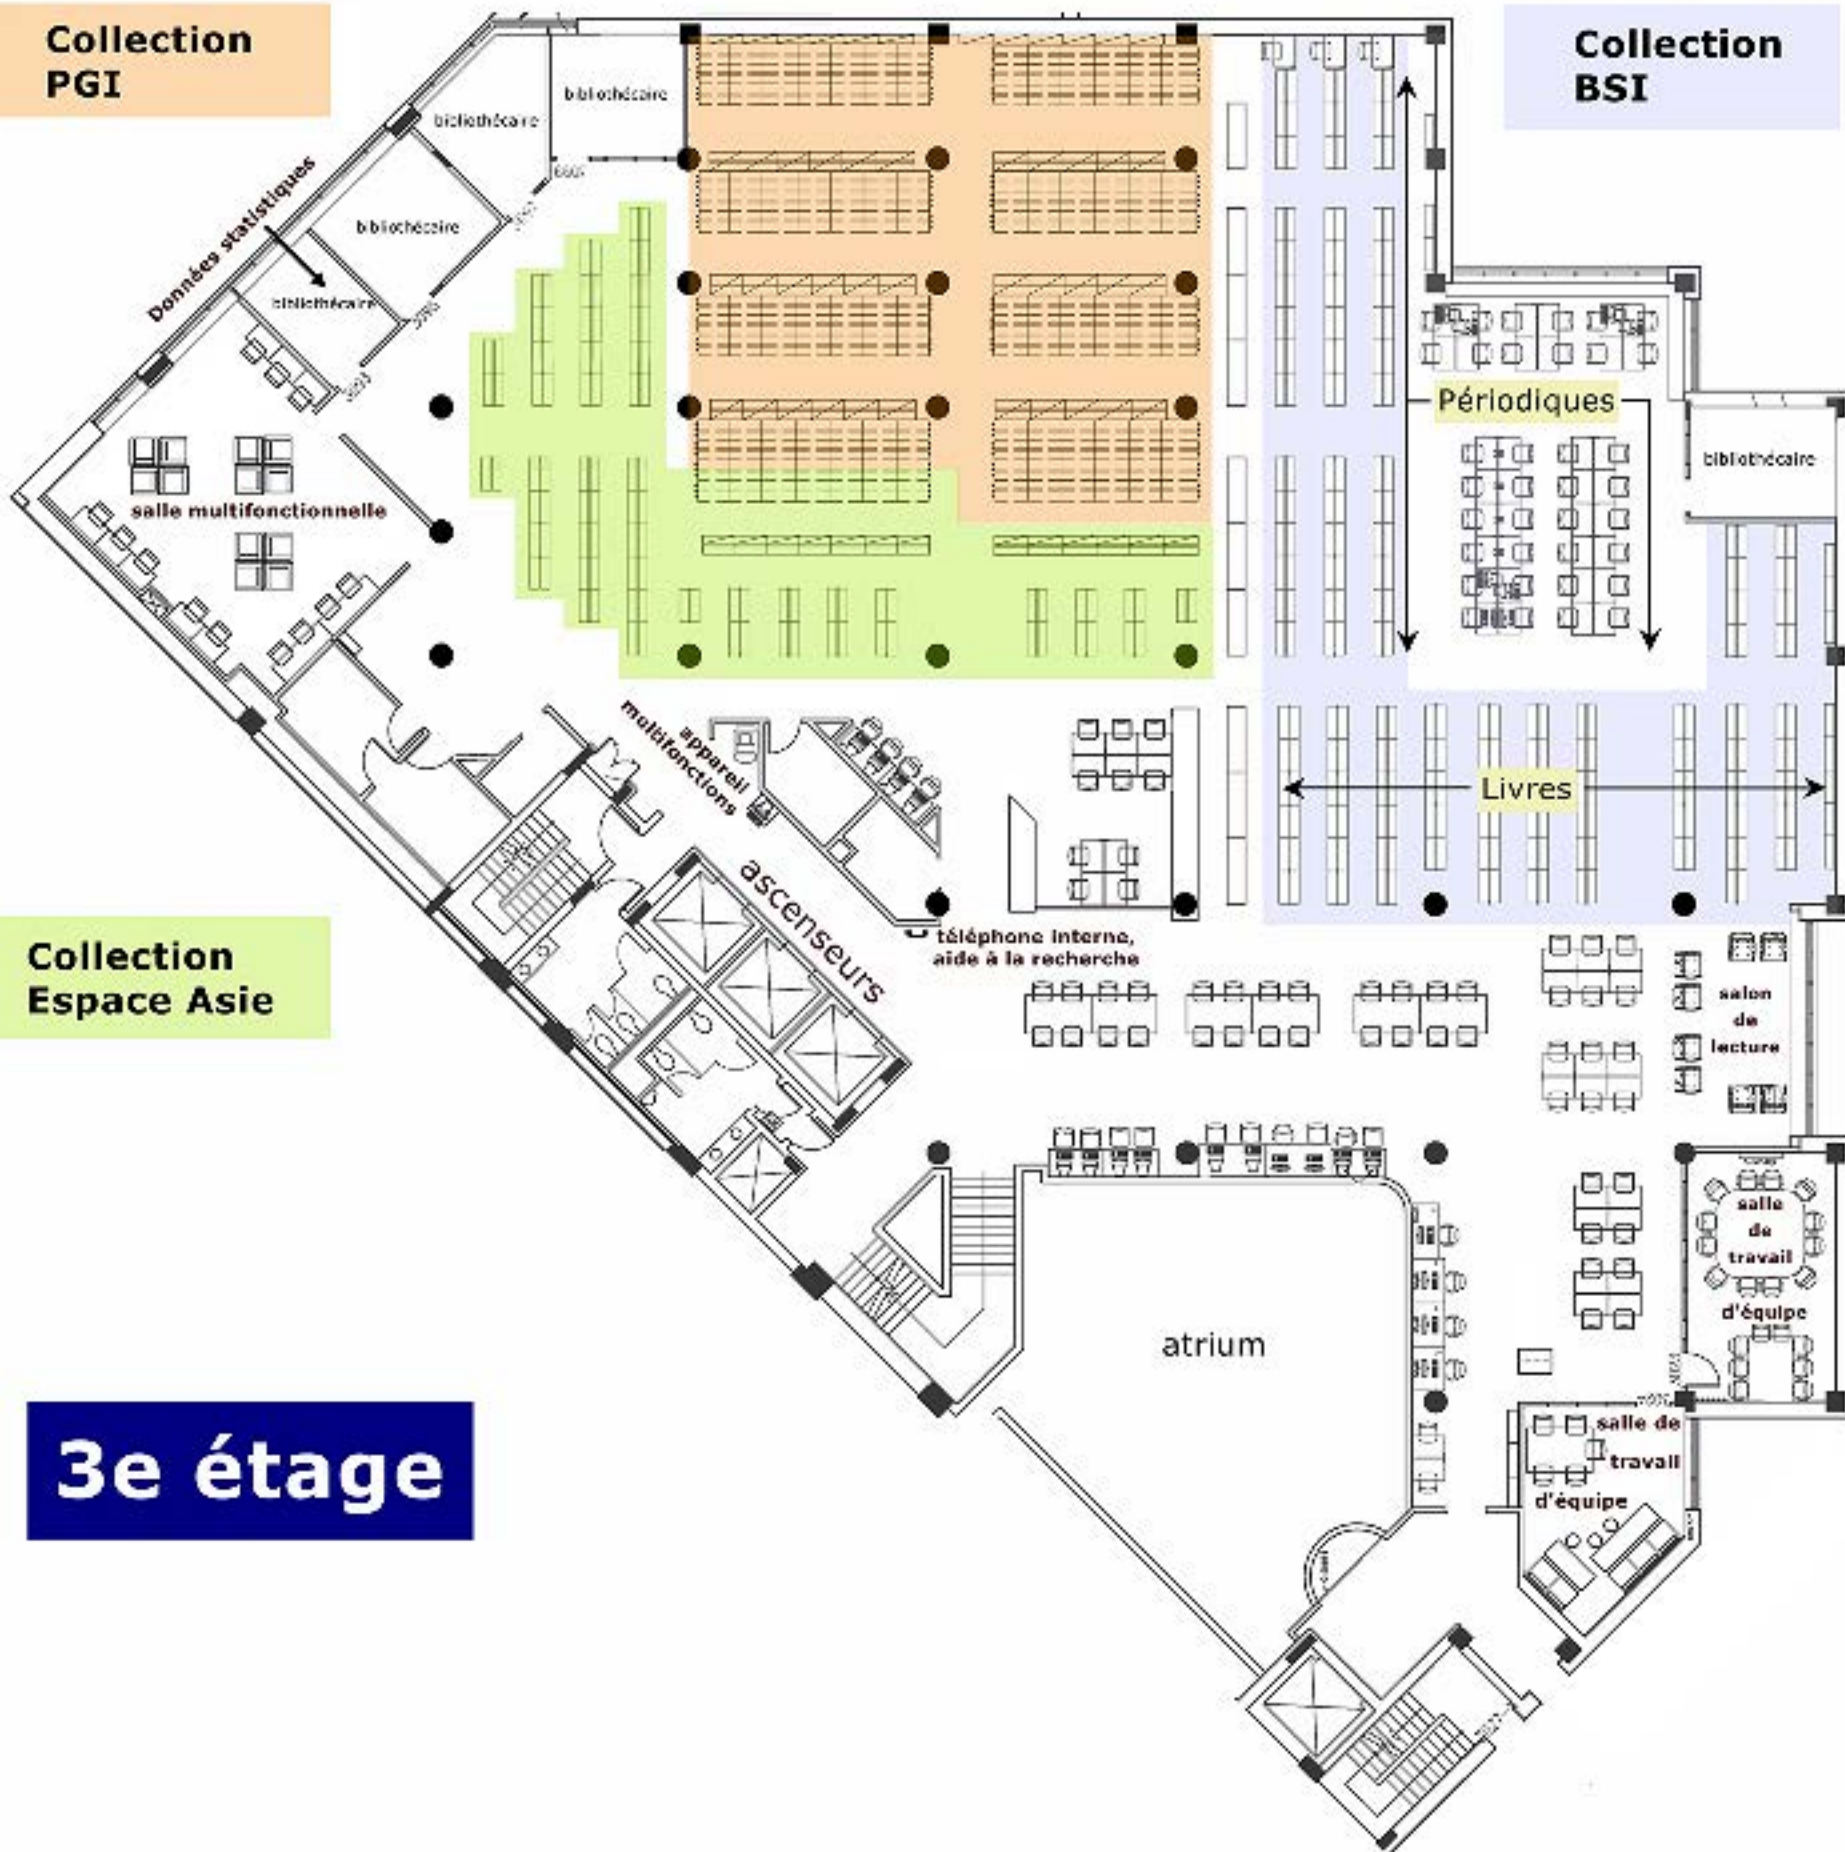 Collection
PGI
Collection
BSI
bibliothécaire
bibliothécaire
bibliothécaire
bibliothécaire
Données statistiques
Périodiques
bibliothécaire
salle multifonctionnelle
appareil
multifonctions
Livres
ascenseurs
téléphone interne,
aide à la recherche
Collection
Espace Asie
salon
de
lecture
salle
de
travail
d'équipe
atrium
salle de
travail
d'équipe
3e étage